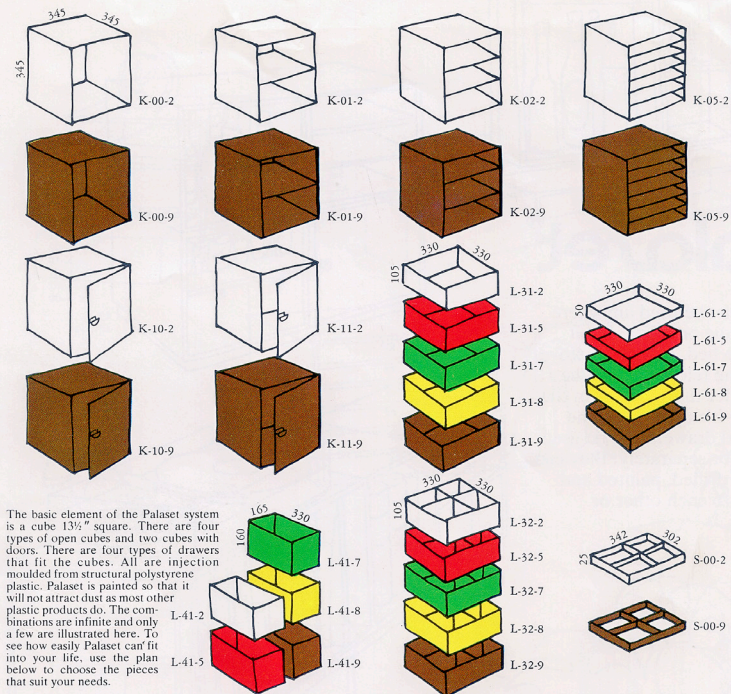 345 345
345
K-00-2
K-01-2
K-02-2
K-05-2
K-00-9
K-01-9
K-02-9
K-05-9
K-10-2
K-11-2
330 330
105
L-31-2
L-31-5
L-31-7
L-31-8
L-31-9
330 330
50
L-61-2
L-61-5
L-61-7
L-61-8
L-61-9
K-10-9
K-11-9
The basic element of the Palaset system
is a cube 13½" square. There are four
types of open cubes and two cubes with
doors. There are four types of drawers
that fit the cubes. All are injection
moulded from structural polystyrene
plastic. Palaset is painted so that it
will not attract dust as most other
plastic products do. The com-
binations are infinite and only
a few are illustrated here. To
see how easily Palaset can fit
into your life, use the plan
below to choose the pieces
that suit your needs.
165 330
160
L-41-7
L-41-8
L-41-2
L-41-5
L-41-9
330 330
105
L-32-2
L-32-5
L-32-7
L-32-8
L-32-9
342 302
25
S-00-2
S-00-9